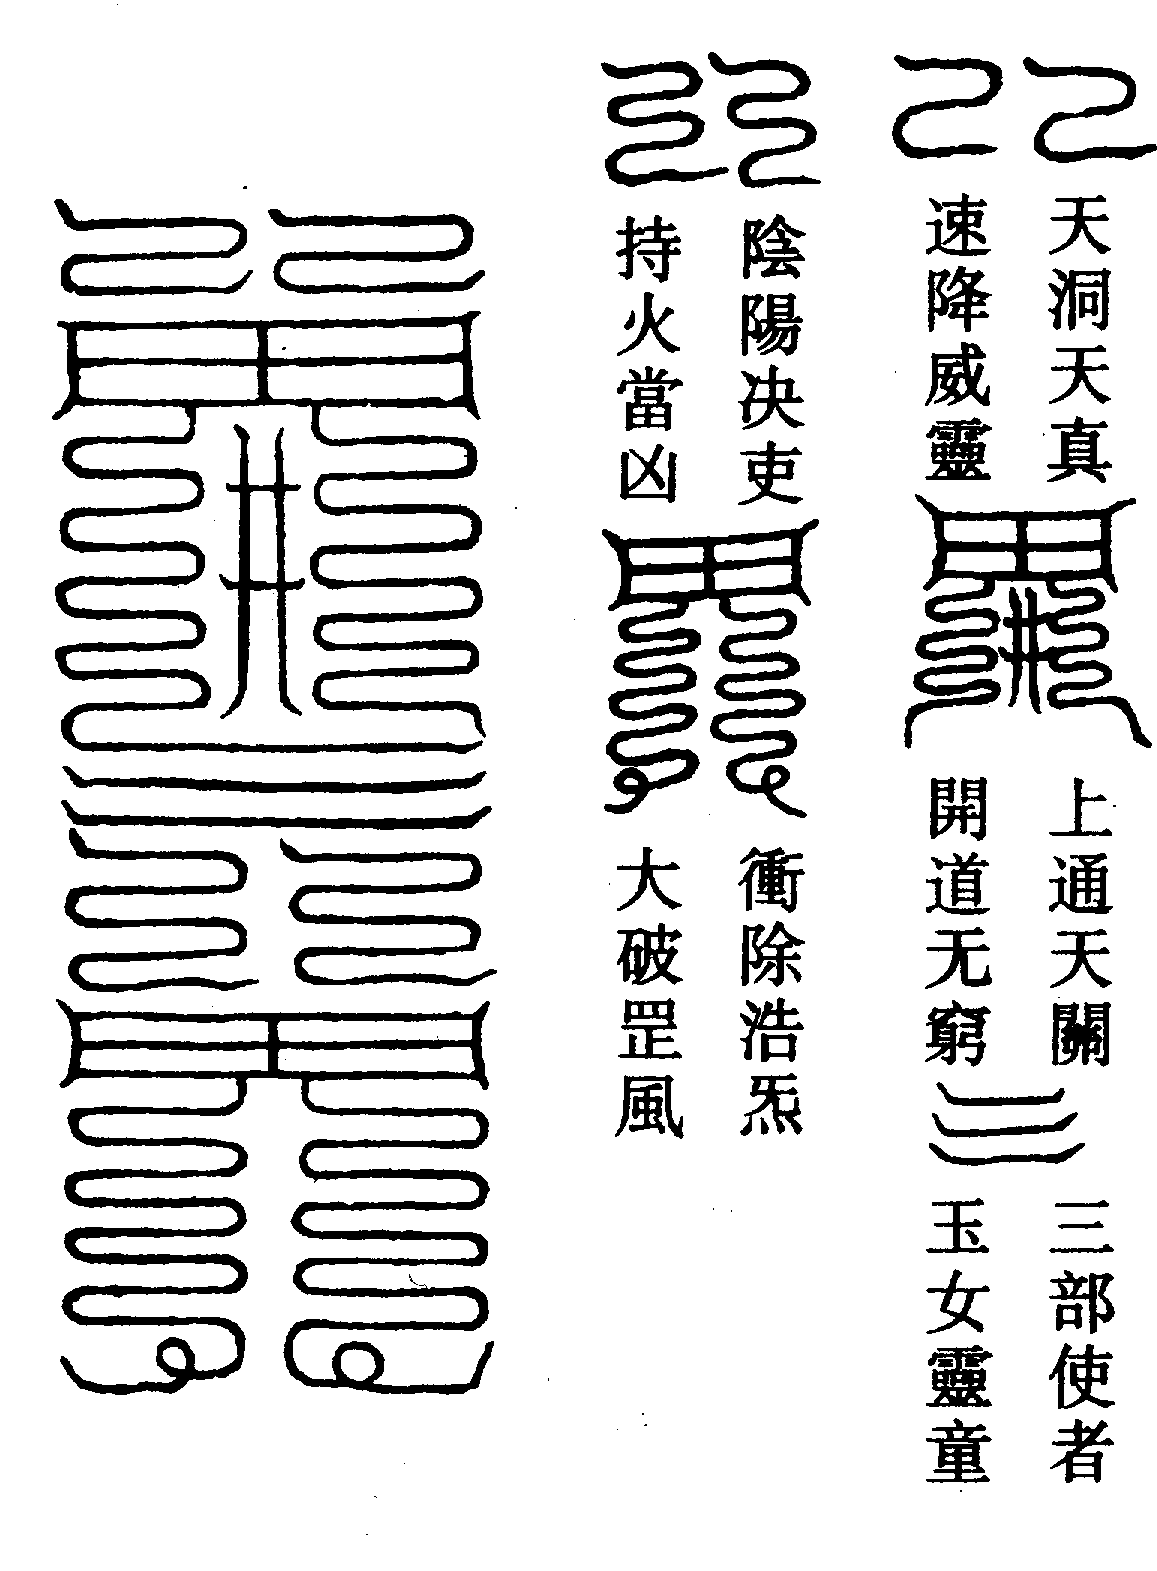 天洞天真
速降威靈
上通天關
開道无窮
三部使者
玉女靈童
陰陽決吏
持火當凶
衝除浩炁
大破罡風